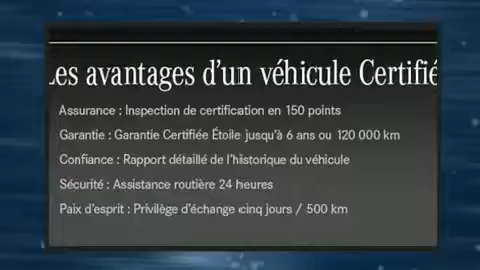 Les avantages d'un véhicule Certifié
Assurance : Inspection de certification en 150 points
Garantie : Garantie Certifiée Étoile jusqu'à 6 ans ou 120 000 km
Confiance : Rapport détaillé de l'historique du véhicule
Sécurité : Assistance routière 24 heures
Paix d'esprit : Privilège d'échange cinq jours / 500 km